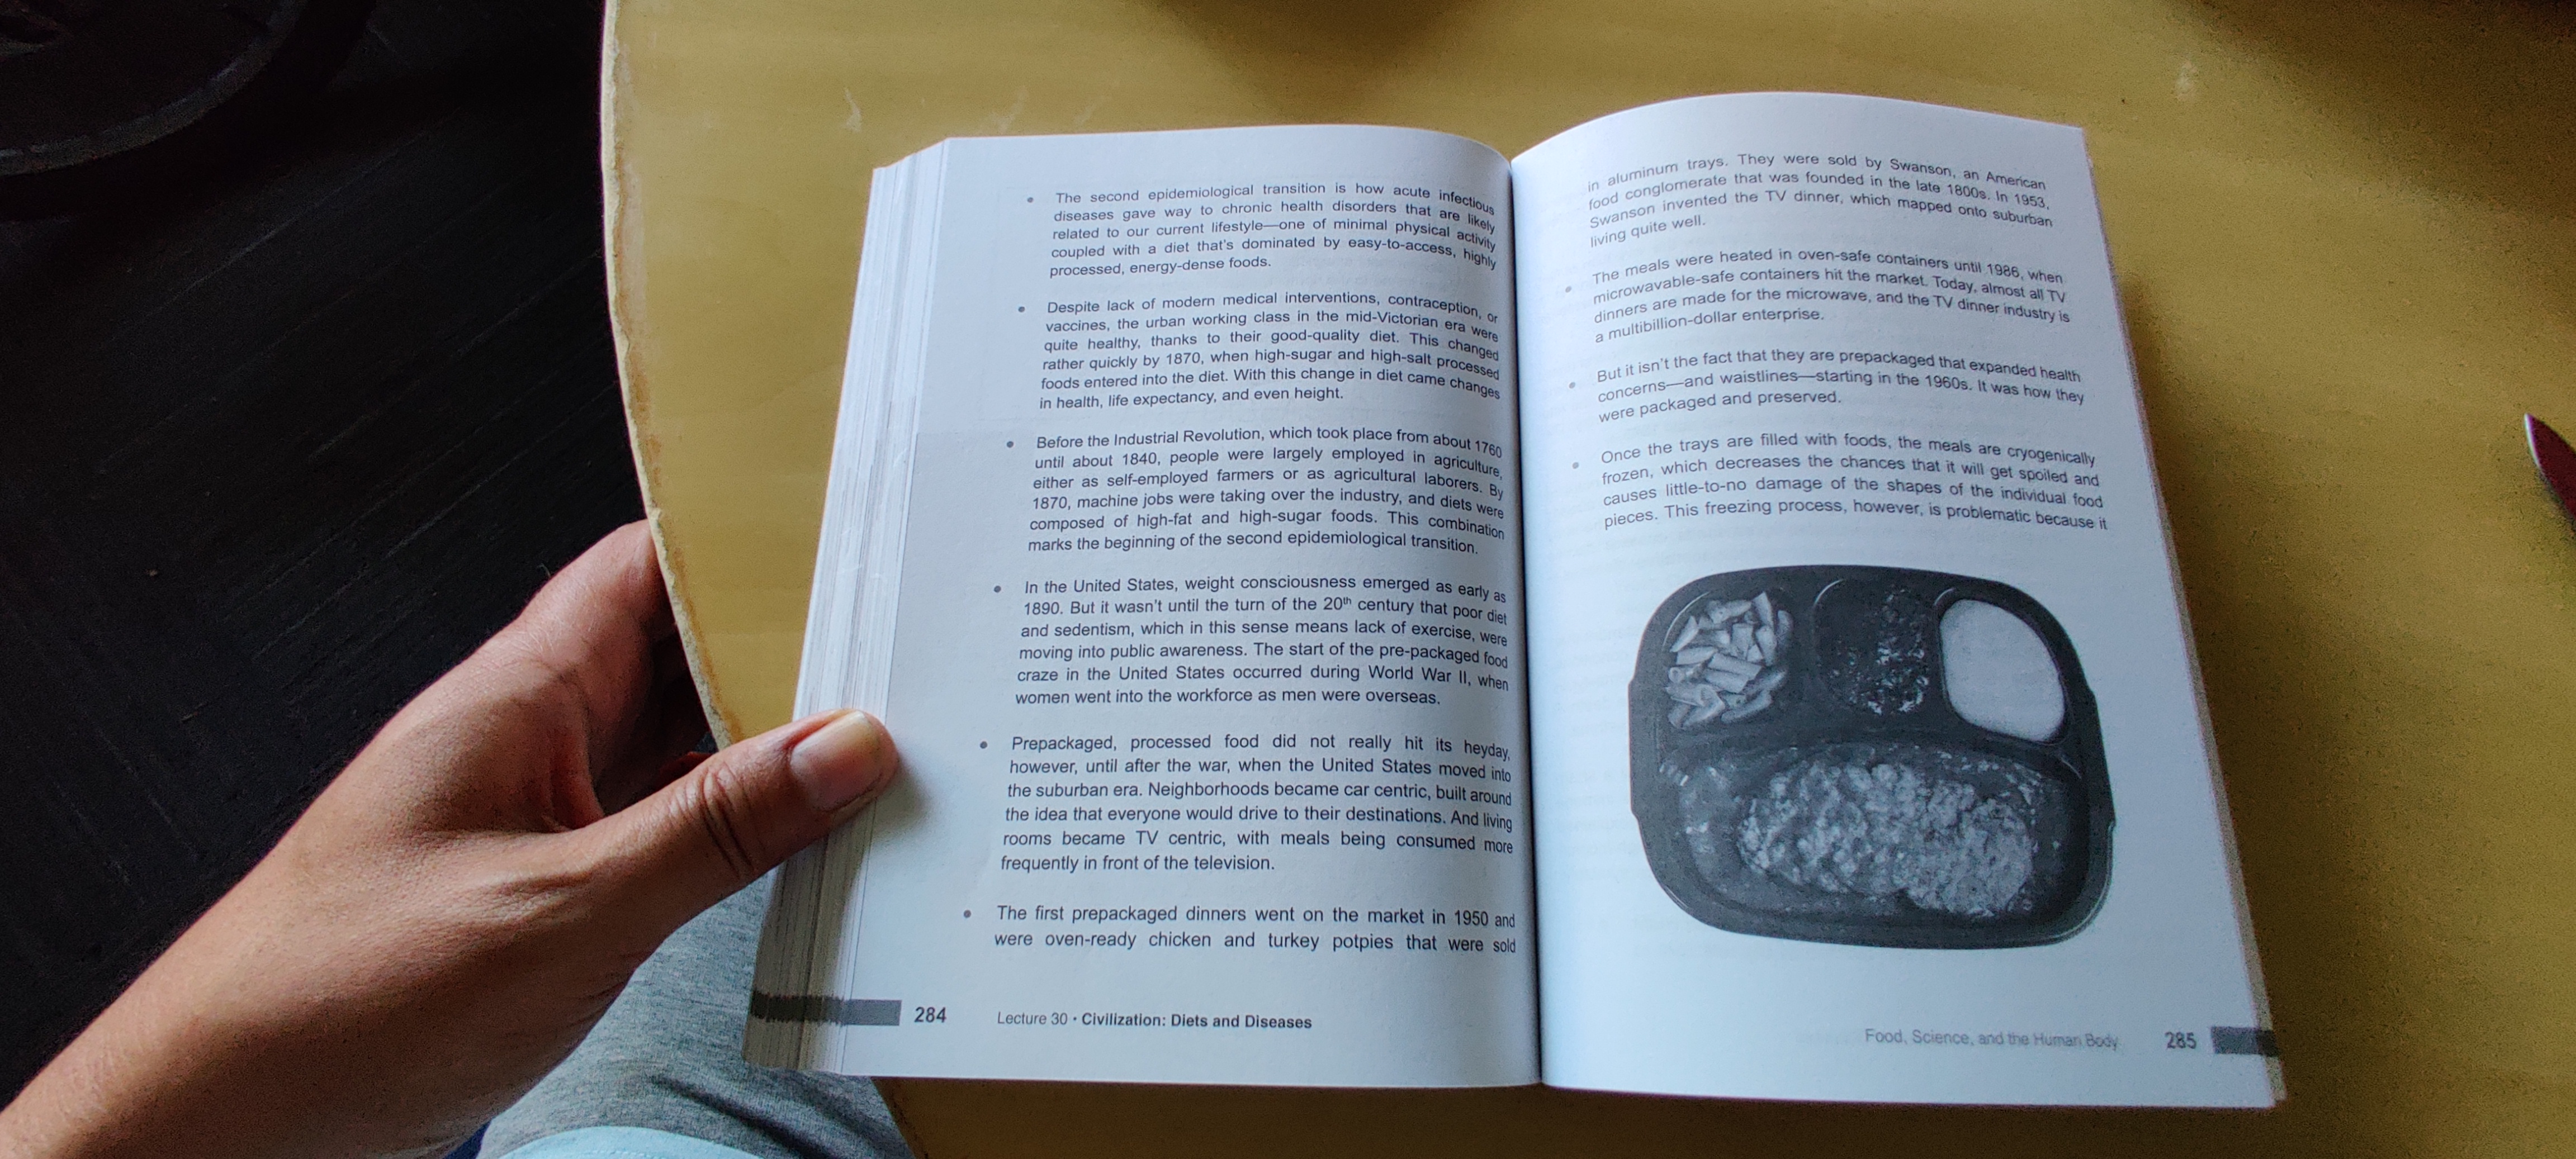 • The second epidemiological transition is how acute infectious
diseases gave way to chronic health disorders that are likely
related to our current lifestyle—one of minimal physical activity
coupled with a diet that's dominated by easy-to-access, highly
processed, energy-dense foods.
• Despite lack of modern medical interventions, contraception, or
vaccines, the urban working class in the mid-Victorian era were
quite healthy, thanks to their good-quality diet. This changed
rather quickly by 1870, when high-sugar and high-salt processed
foods entered into the diet. With this change in diet came changes
in health, life expectancy, and even height.
• Before the Industrial Revolution, which took place from about 1760
until about 1840, people were largely employed in agriculture,
either as self-employed farmers or as agricultural laborers. By
1870, machine jobs were taking over the industry, and diets were
composed of high-fat and high-sugar foods. This combination
marks the beginning of the second epidemiological transition.
• In the United States, weight consciousness emerged as early as
1890. But it wasn't until the turn of the 20th century that poor diet
and sedentism, which in this sense means lack of exercise, were
moving into public awareness. The start of the pre-packaged food
craze in the United States occurred during World War II, when
women went into the workforce as men were overseas.
• Prepackaged, processed food did not really hit its heyday,
however, until after the war, when the United States moved into
the suburban era. Neighborhoods became car centric, built around
the idea that everyone would drive to their destinations. And living
rooms became TV centric, with meals being consumed more
frequently in front of the television.
• The first prepackaged dinners went on the market in 1950 and
were oven-ready chicken and turkey potpies that were sold
284 Lecture 30 • Civilization: Diets and Diseases
in aluminum trays. They were sold by Swanson, an American
food conglomerate that was founded in the late 1800s. In 1953,
Swanson invented the TV dinner, which mapped onto suburban
living quite well.
• The meals were heated in oven-safe containers until 1986, when
microwavable-safe containers hit the market. Today, almost all TV
dinners are made for the microwave, and the TV dinner industry is
a multibillion-dollar enterprise.
• But it isn't the fact that they are prepackaged that expanded health
concerns—and waistlines—starting in the 1960s. It was how they
were packaged and preserved.
• Once the trays are filled with foods, the meals are cryogenically
frozen, which decreases the chances that it will get spoiled and
causes little-to-no damage of the shapes of the individual food
pieces. This freezing process, however, is problematic because it
Food, Science, and the Human Body 285